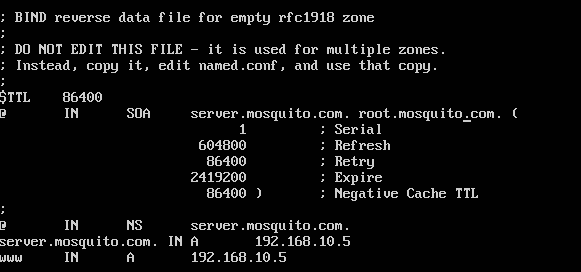 ; BIND reverse data file for empty rfc1918 zone
;
; DO NOT EDIT THIS FILE - it is used for multiple zones.
; Instead, copy it, edit named.conf, and use that copy.
;
$TTL    86400
@       IN      SOA     server.mosquito.com. root.mosquito.com. (
                              1         ; Serial
                         604800         ; Refresh
                          86400         ; Retry
                        2419200         ; Expire
                          86400 )       ; Negative Cache TTL
;
@       IN      NS      server.mosquito.com.
server.mosquito.com. IN A       192.168.10.5
www     IN      A       192.168.10.5